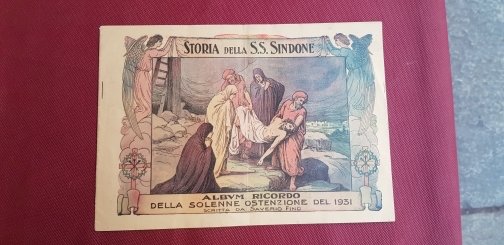 STORIA DELLA S.S. SINDONE
ALBVM RICORDO
DELLA SOLENNE OSTENZIONE DEL 1931
SCRITTA DA SAVERIO FINO